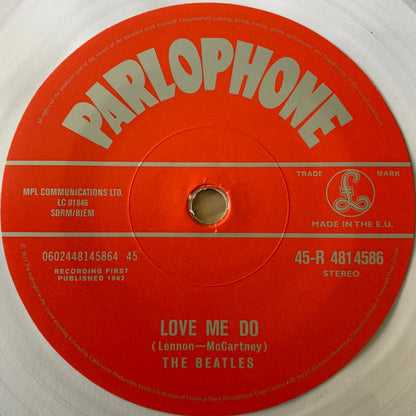 PARLOPHONE
MPL COMMUNICATIONS LTD.
LC 01846
SDRM/BIEM
TRADE MARK
£
MADE IN THE E.U.
0602448145864 45
RECORDING FIRST
PUBLISHED 1962
45-R 4814586
STEREO
LOVE ME DO
(Lennon—McCartney)
THE BEATLES